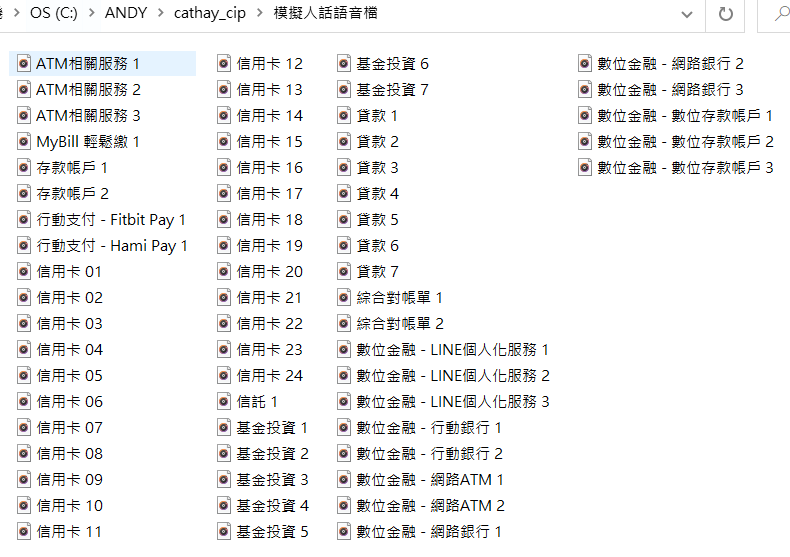 OS (C:) > ANDY > cathay_cip > 模擬人話語音檔
ATM相關服務 1
ATM相關服務 2
ATM相關服務 3
MyBill 輕鬆繳 1
存款帳戶 1
存款帳戶 2
行動支付 - Fitbit Pay 1
行動支付 - Hami Pay 1
信用卡 01
信用卡 02
信用卡 03
信用卡 04
信用卡 05
信用卡 06
信用卡 07
信用卡 08
信用卡 09
信用卡 10
信用卡 11
信用卡 12
信用卡 13
信用卡 14
信用卡 15
信用卡 16
信用卡 17
信用卡 18
信用卡 19
信用卡 20
信用卡 21
信用卡 22
信用卡 23
信用卡 24
信託 1
基金投資 1
基金投資 2
基金投資 3
基金投資 4
基金投資 5
基金投資 6
基金投資 7
貸款 1
貸款 2
貸款 3
貸款 4
貸款 5
貸款 6
貸款 7
綜合對帳單 1
綜合對帳單 2
數位金融 - LINE個人化服務 1
數位金融 - LINE個人化服務 2
數位金融 - LINE個人化服務 3
數位金融 - 行動銀行 1
數位金融 - 行動銀行 2
數位金融 - 網路ATM 1
數位金融 - 網路ATM 2
數位金融 - 網路銀行 1
數位金融 - 網路銀行 2
數位金融 - 網路銀行 3
數位金融 - 數位存款帳戶 1
數位金融 - 數位存款帳戶 2
數位金融 - 數位存款帳戶 3